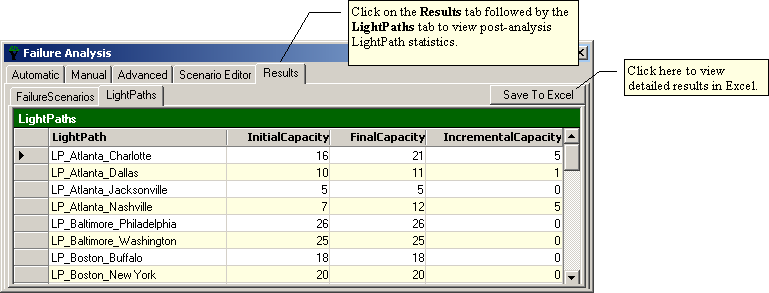 Click on the Results tab followed by the
LightPaths tab to view post-analysis
LightPath statistics.
Failure Analysis
Automatic Manual Advanced Scenario Editor Results
Click here to view
detailed results in Excel.
FailureScenarios LightPaths Save To Excel
LightPaths
LightPath InitialCapacity FinalCapacity IncrementalCapacity
LP_Atlanta_Charlotte 16 21 5
LP_Atlanta_Dallas 10 11 1
LP_Atlanta_Jacksonville 5 5 0
LP_Atlanta_Nashville 7 12 5
LP_Baltimore_Philadelphia 26 26 0
LP_Baltimore_Washington 25 25 0
LP_Boston_Buffalo 18 18 0
LP_Boston_New York 20 20 0